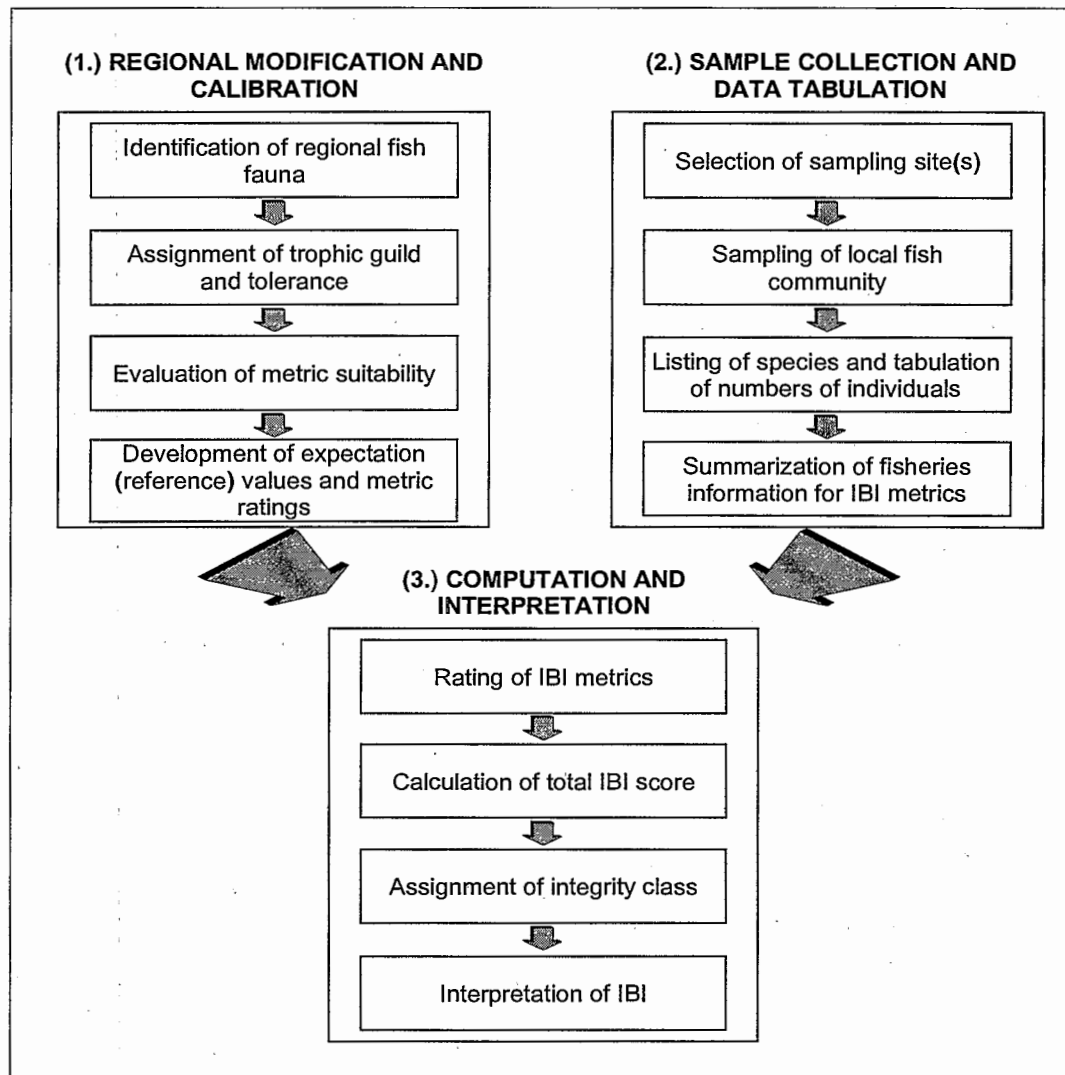 (1.) REGIONAL MODIFICATION AND
CALIBRATION
Identification of regional fish
fauna
Assignment of trophic guild
and tolerance
Evaluation of metric suitability
Development of expectation
(reference) values and metric
ratings
(2.) SAMPLE COLLECTION AND
DATA TABULATION
Selection of sampling site(s)
Sampling of local fish
community
Listing of species and tabulation
of numbers of individuals
Summarization of fisheries
information for IBI metrics
(3.) COMPUTATION AND
INTERPRETATION
Rating of IBI metrics
Calculation of total IBI score
Assignment of integrity class
Interpretation of IBI